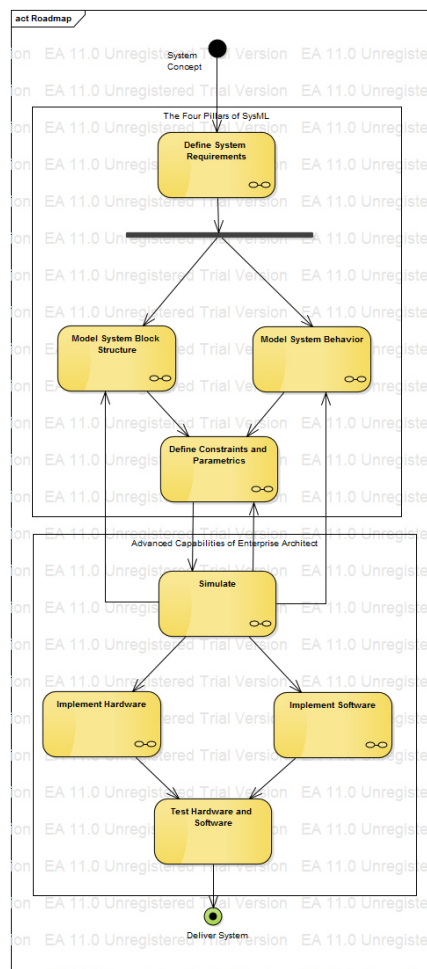 act Roadmap
System
Concept
The Four Pillars of SysML
Define System
Requirements
Model System Block
Structure
Model System Behavior
Define Constraints and
Parametrics
Advanced Capabilities of Enterprise Architect
Simulate
Implement Hardware
Implement Software
Test Hardware and
Software
Deliver System
EA 11.0 Unregistered Trial Version